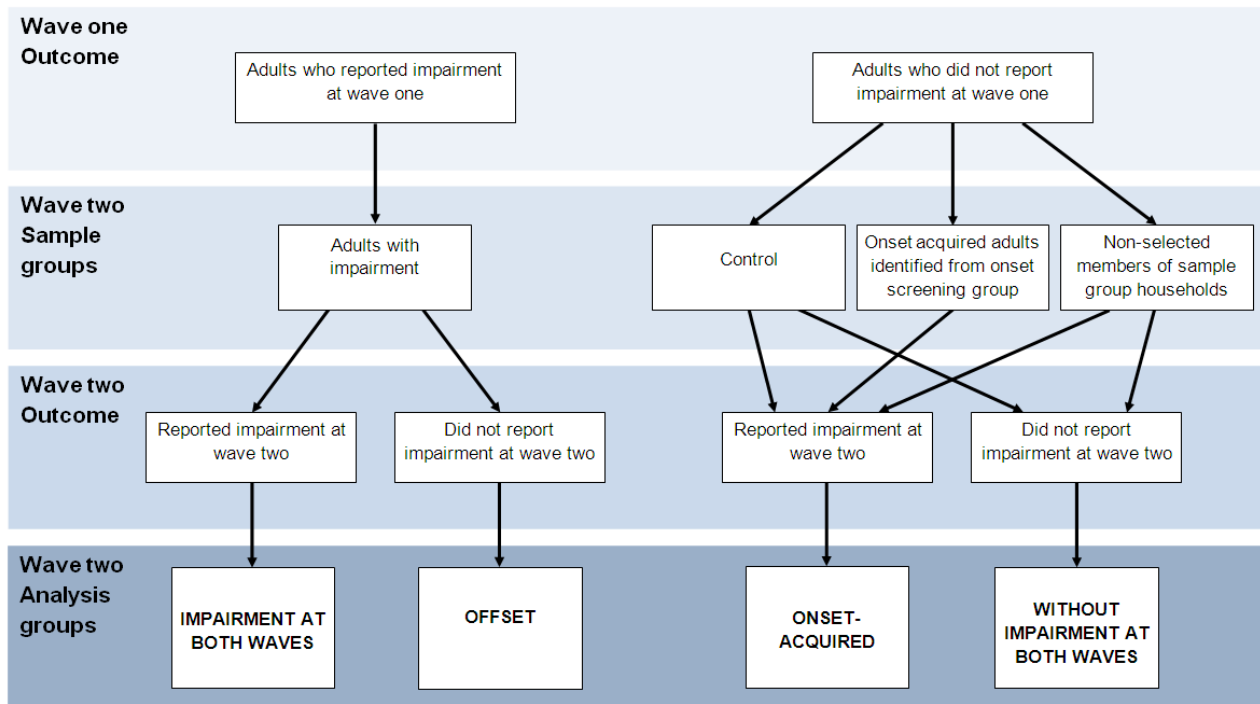 Wave one
Outcome
Adults who reported impairment
at wave one
Adults who did not report
impairment at wave one
Wave two
Sample
groups
Adults with
impairment
Control
Onset acquired adults
identified from onset
screening group
Non-selected
members of sample
group households
Wave two
Outcome
Reported impairment at
wave two
Did not report
impairment at wave two
Reported impairment at
wave two
Did not report
impairment at wave two
Wave two
Analysis
groups
IMPAIRMENT AT
BOTH WAVES
OFFSET
ONSET-
ACQUIRED
WITHOUT
IMPAIRMENT AT
BOTH WAVES